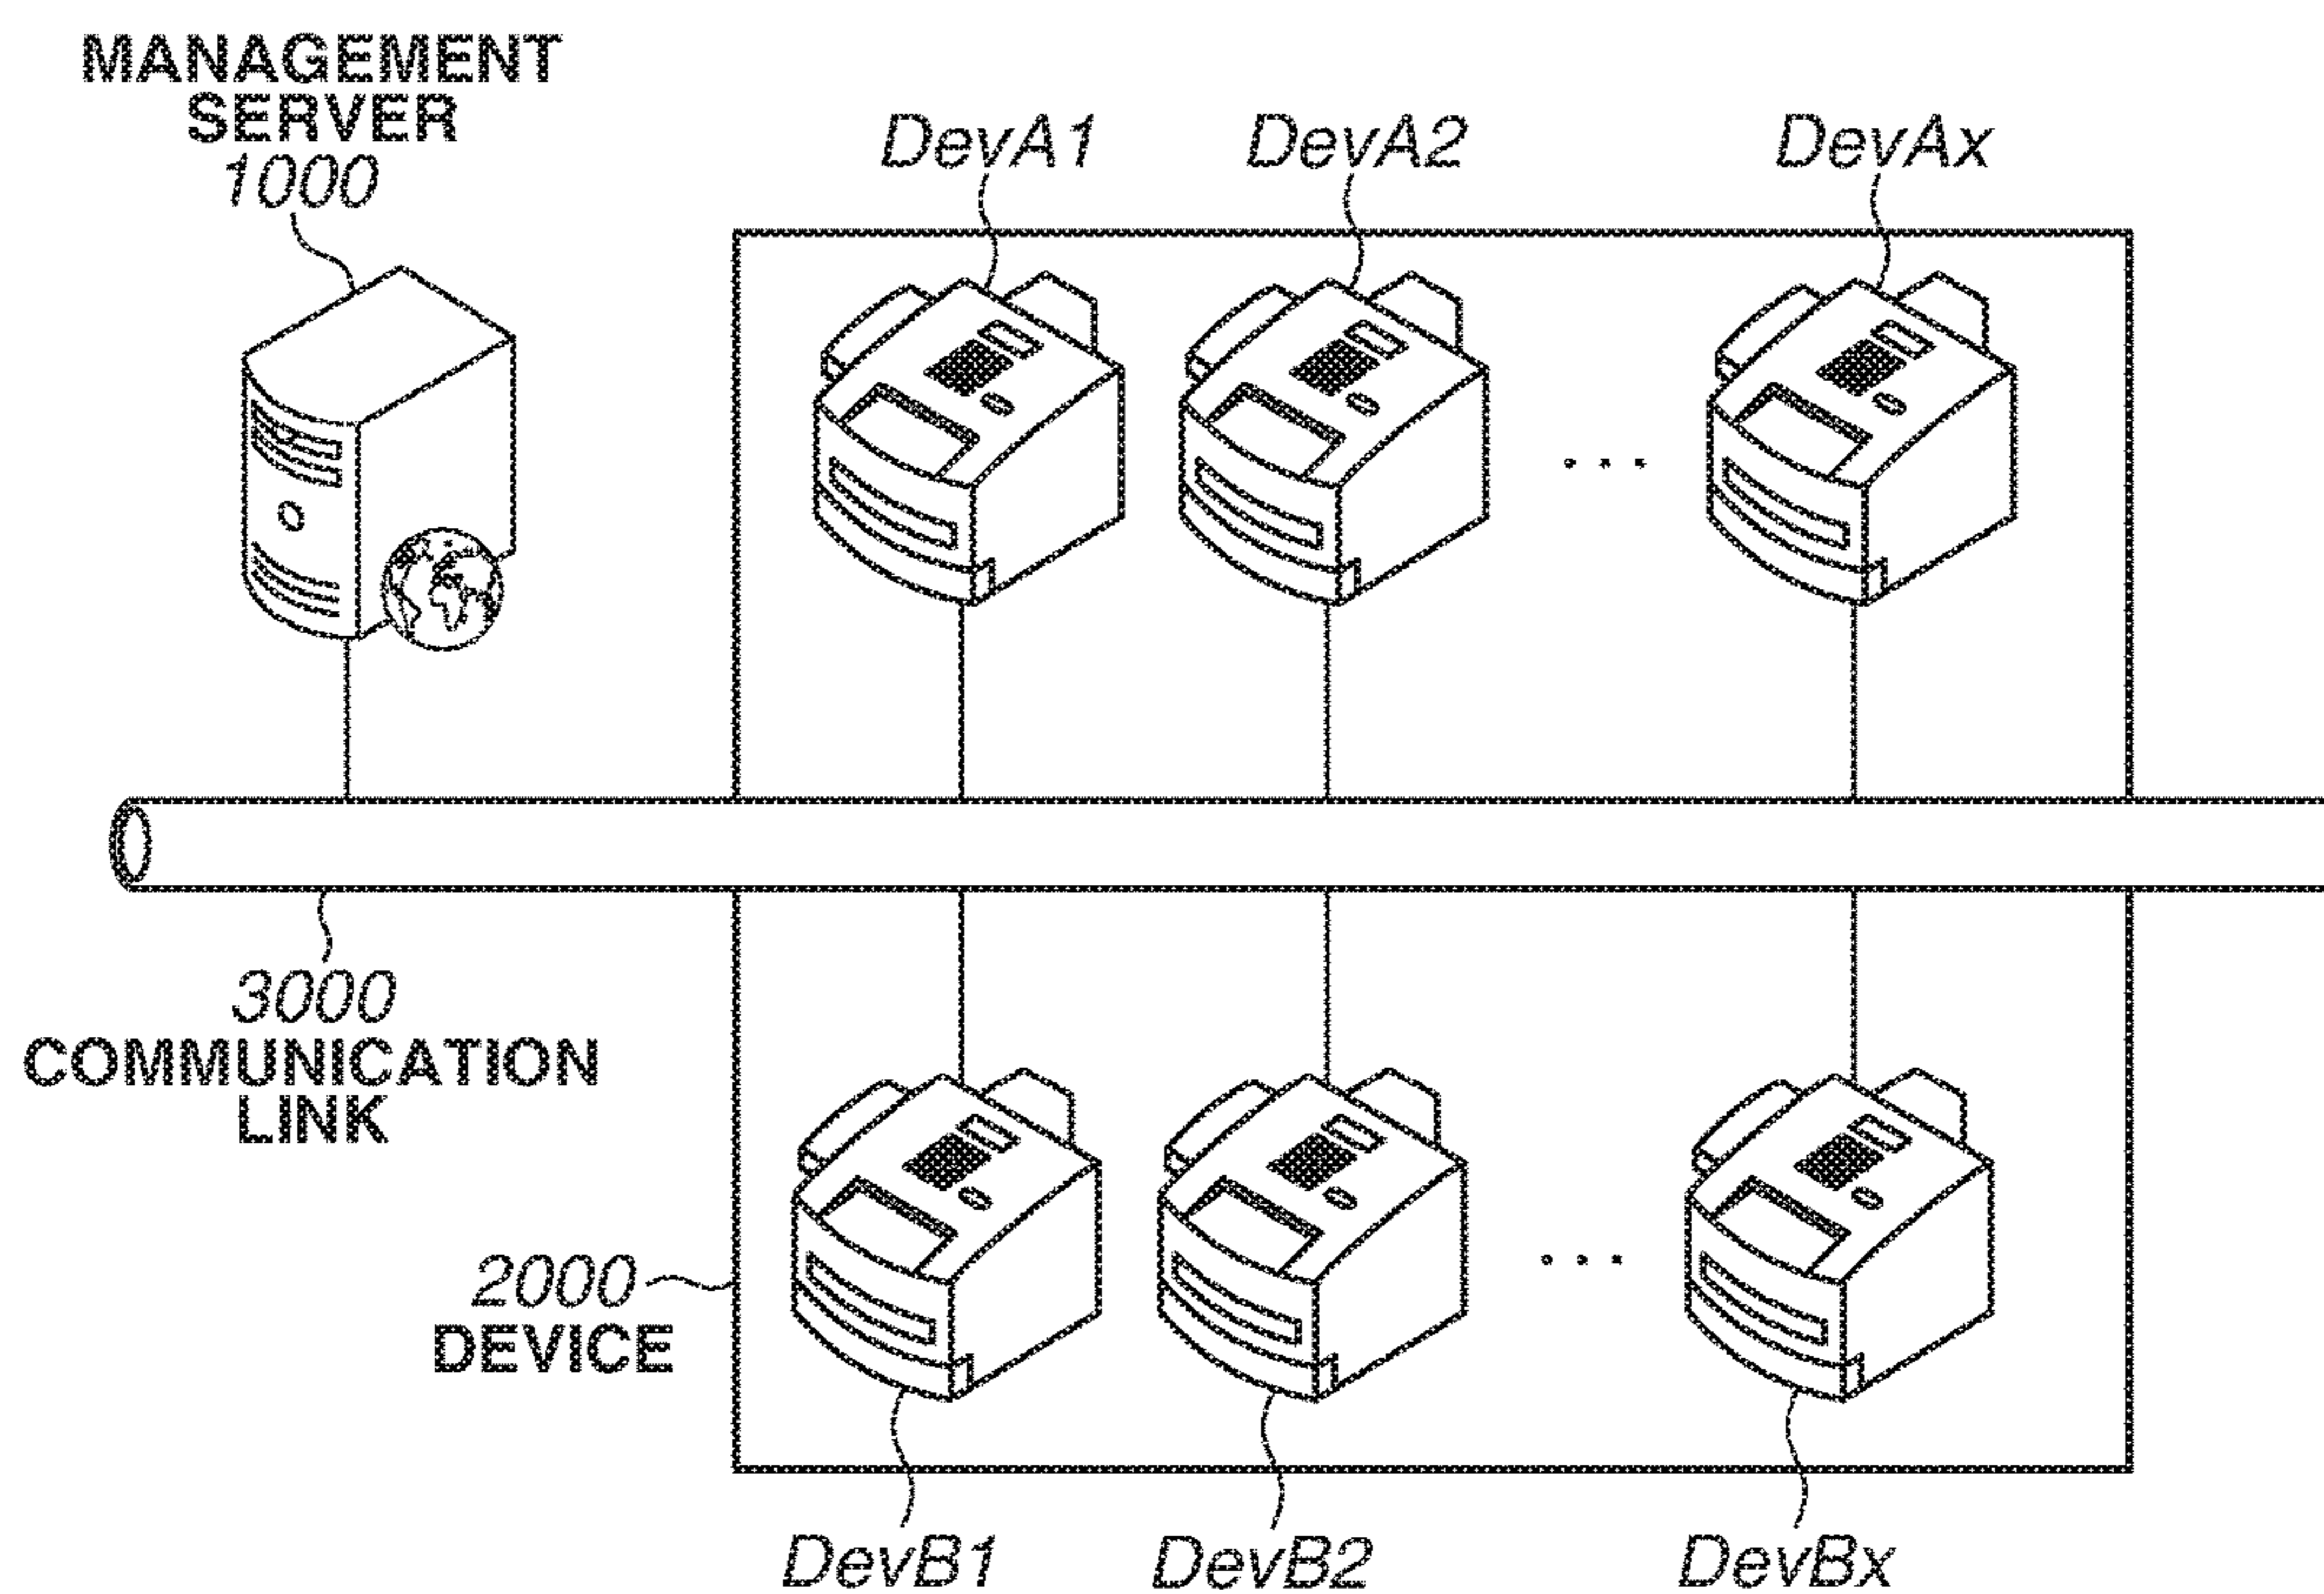 MANAGEMENT
SERVER
1000
DevA1
DevA2
DevAx
. . .
3000
COMMUNICATION
LINK
2000
DEVICE
. . .
DevB1
DevB2
DevBx